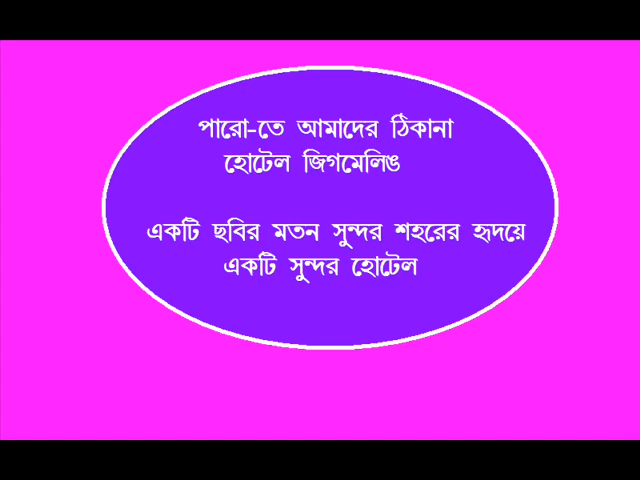 পারো-তে আমাদের ঠিকানা
হোটেল জিগমেলিঙ
একটি ছবির মতন সুন্দর শহরের হৃদয়ে
একটি সুন্দর হোটেল